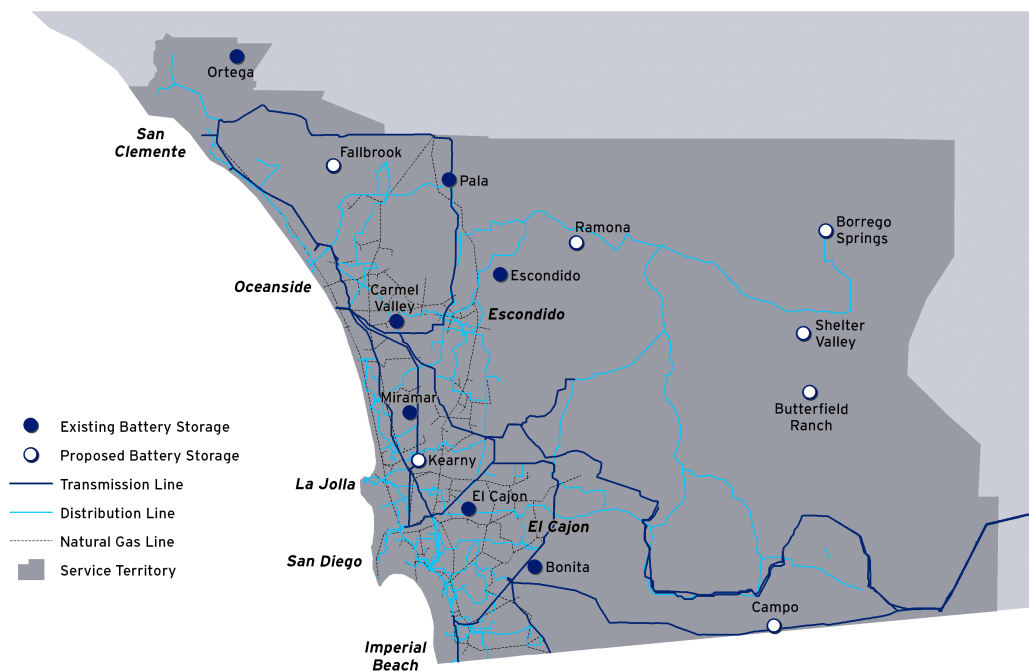 Ortega
San
Clemente
Fallbrook
Pala
Ramona
Borrego
Springs
Escondido
Oceanside
Carmel
Valley
Escondido
Shelter
Valley
Miramar
Butterfield
Ranch
Existing Battery Storage
Proposed Battery Storage
Transmission Line
Distribution Line
Natural Gas Line
Service Territory
Kearny
La Jolla
El Cajon
El Cajon
San Diego
Bonita
Campo
Imperial
Beach